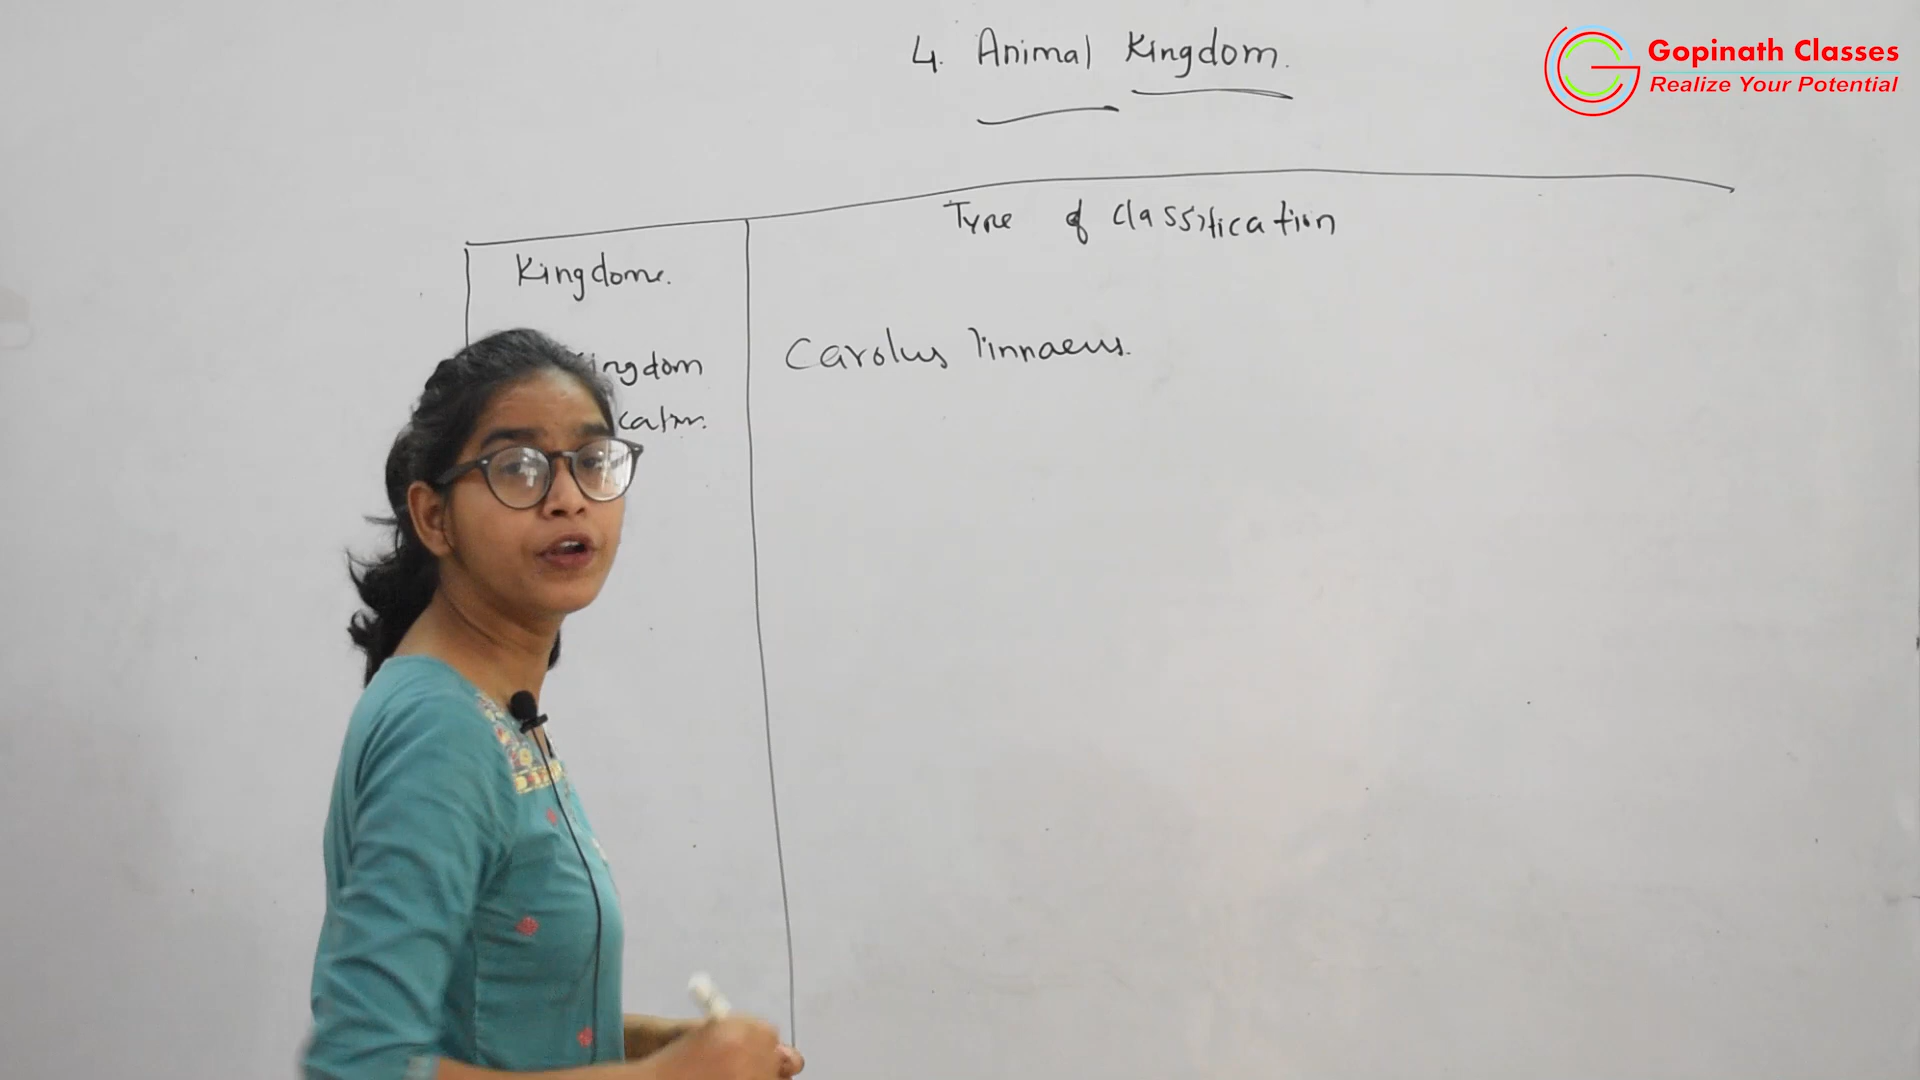 4. Animal Kingdom.
Gopinath Classes
Realize Your Potential
Type of classification
Kingdom.
ingdom
Carolus linnaeus.